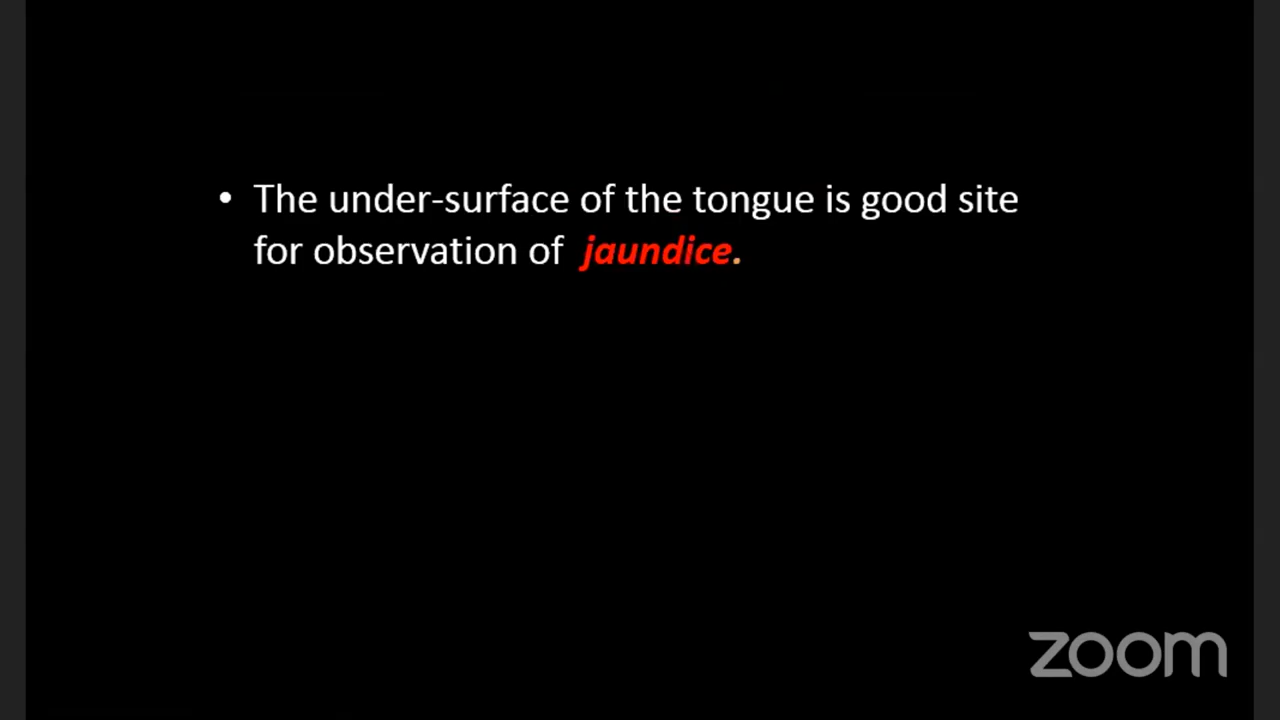 • The under-surface of the tongue is good site
for observation of jaundice.
zoom